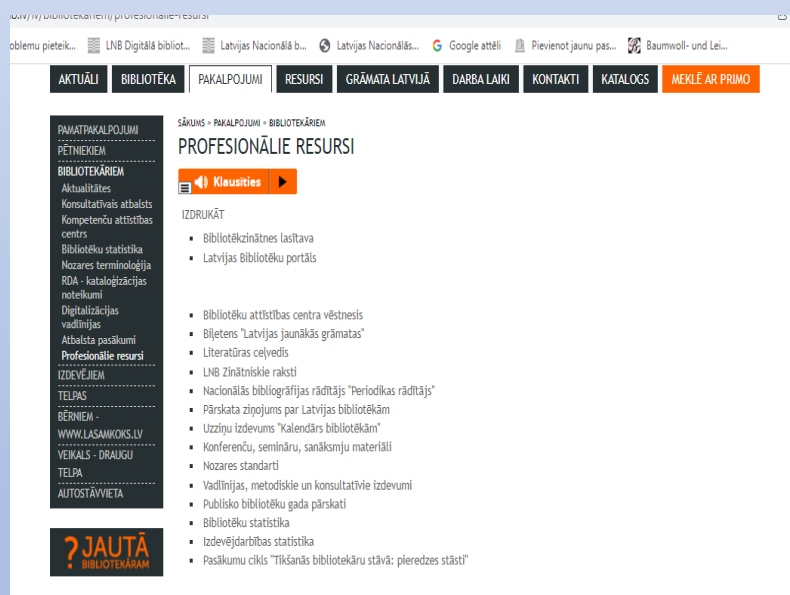 lv/lv/bibliotekariem/profesionalie-resursi
oblemu pieteik...
LNB Digitālā bibliot...
Latvijas Nacionālā b...
Latvijas Nacionālās...
Google attēli
Pievienot jaunu pas...
Baumwoll- und Lei...
AKTUĀLI
BIBLIOTĒKA
PAKALPOJUMI
RESURSI
GRĀMATA LATVIJĀ
DARBA LAIKI
KONTAKTI
KATALOGS
MEKLĒ AR PRIMO
PAMATPAKALPOJUMI
PĒTNIEKIEM
BIBLIOTEKĀRIEM
Aktualitātes
Konsultatīvais atbalsts
Kompetenču attīstības
centrs
Bibliotēku statistika
Nozares terminoloģija
RDA - kataloģizācijas
noteikumi
Digitalizācijas
vadlīnijas
Atbalsta pasākumi
Profesionālie resursi
IZDEVĒJIEM
TELPAS
BĒRNIEM -
WWW.LASAMKOKS.LV
VEIKALS - DRAUGU
TELPA
AUTOSTĀVVIETA
? JAUTĀ
BIBLIOTEKĀRAM
SĀKUMS » PAKALPOJUMI » BIBLIOTEKĀRIEM
PROFESIONĀLIE RESURSI
Klausīties
IZDRUKĀT
Bibliotēkzinātnes lasītava
Latvijas Bibliotēku portāls
Bibliotēku attīstības centra vēstnesis
Biļetens "Latvijas jaunākās grāmatas"
Literatūras ceļvedis
LNB Zinātniskie raksti
Nacionālās bibliogrāfijas rādītājs "Periodikas rādītājs"
Pārskata ziņojums par Latvijas bibliotēkām
Uzziņu izdevums "Kalendārs bibliotēkām"
Konferenču, semināru, sanāksmju materiāli
Nozares standarti
Vadlīnijas, metodiskie un konsultatīvie izdevumi
Publisko bibliotēku gada pārskati
Bibliotēku statistika
Izdevējdarbības statistika
Pasākumu cikls "Tikšanās bibliotekāru stāvā: pieredzes stāsti"